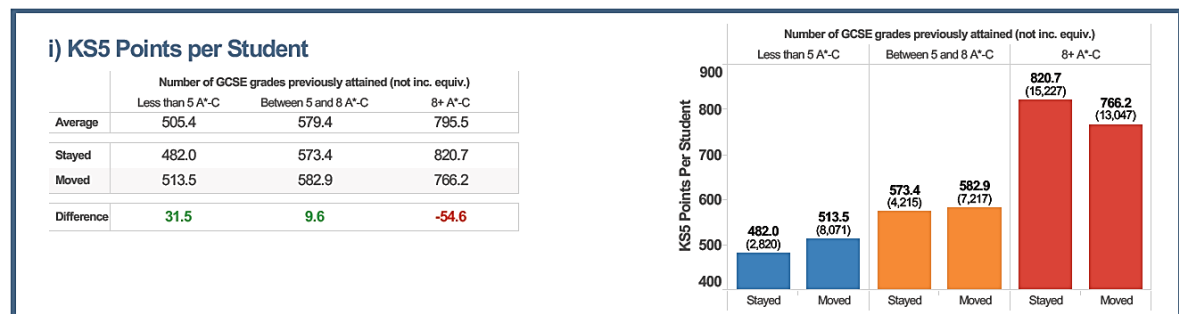 i) KS5 Points per Student
Number of GCSE grades previously attained (not inc. equiv.)
Less than 5 A*-C Between 5 and 8 A*-C 8+ A*-C
Average 505.4 579.4 795.5
Stayed 482.0 573.4 820.7
Moved 513.5 582.9 766.2
Difference 31.5 9.6 -54.6
Number of GCSE grades previously attained (not inc. equiv.)
Less than 5 A*-C Between 5 and 8 A*-C 8+ A*-C
KS5 Points Per Student
900
800
700
600
500
400
482.0
(2,820)
513.5
(8,071)
573.4
(4,215)
582.9
(7,217)
820.7
(15,227)
766.2
(13,047)
Stayed Moved Stayed Moved Stayed Moved